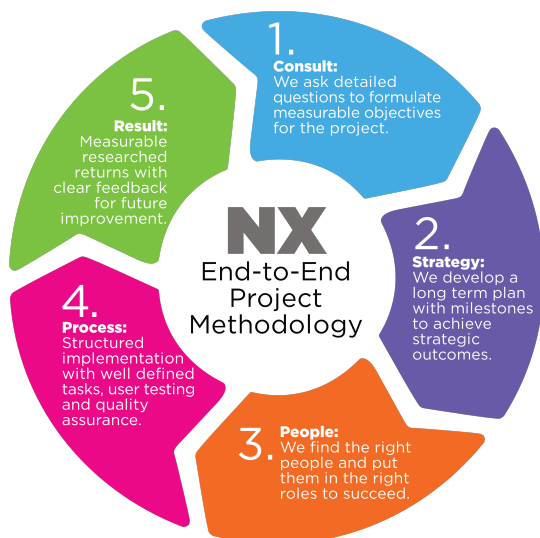 1.
Consult:
We ask detailed
questions to formulate
measurable objectives
for the project.
2.
Strategy:
We develop a
long term plan
with milestones
to achieve
strategic
outcomes.
3.
People:
We find the right
people and put
them in the right
roles to succeed.
4.
Process:
Structured
implementation
with well defined
tasks, user testing
and quality
assurance.
5.
Result:
Measurable
researched
returns with
clear feedback
for future
improvement.
NX
End-to-End
Project
Methodology